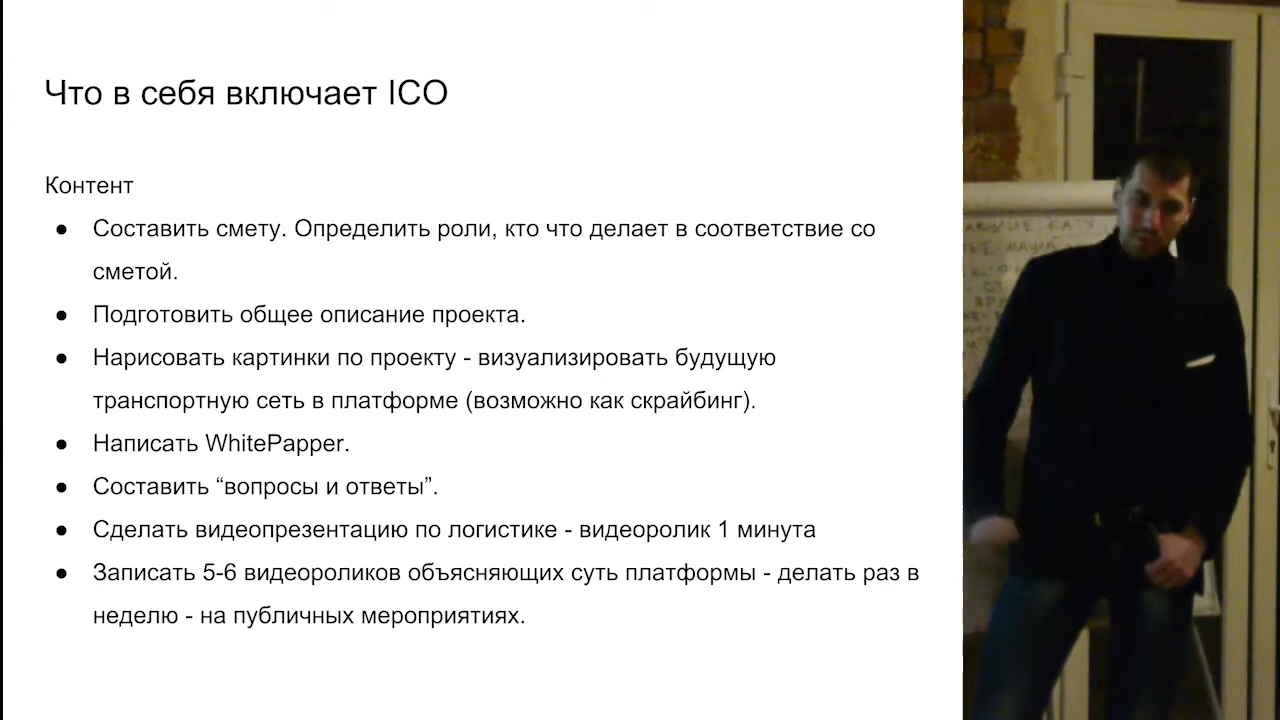 Что в себя включает ICO
Контент
● Составить смету. Определить роли, кто что делает в соответствие со
сметой.
● Подготовить общее описание проекта.
● Нарисовать картинки по проекту - визуализировать будущую
транспортную сеть в платформе (возможно как скрайбинг).
● Написать WhitePapper.
● Составить “вопросы и ответы”.
● Сделать видеопрезентацию по логистике - видеоролик 1 минута
● Записать 5-6 видеороликов объясняющих суть платформы - делать раз в
неделю - на публичных мероприятиях.